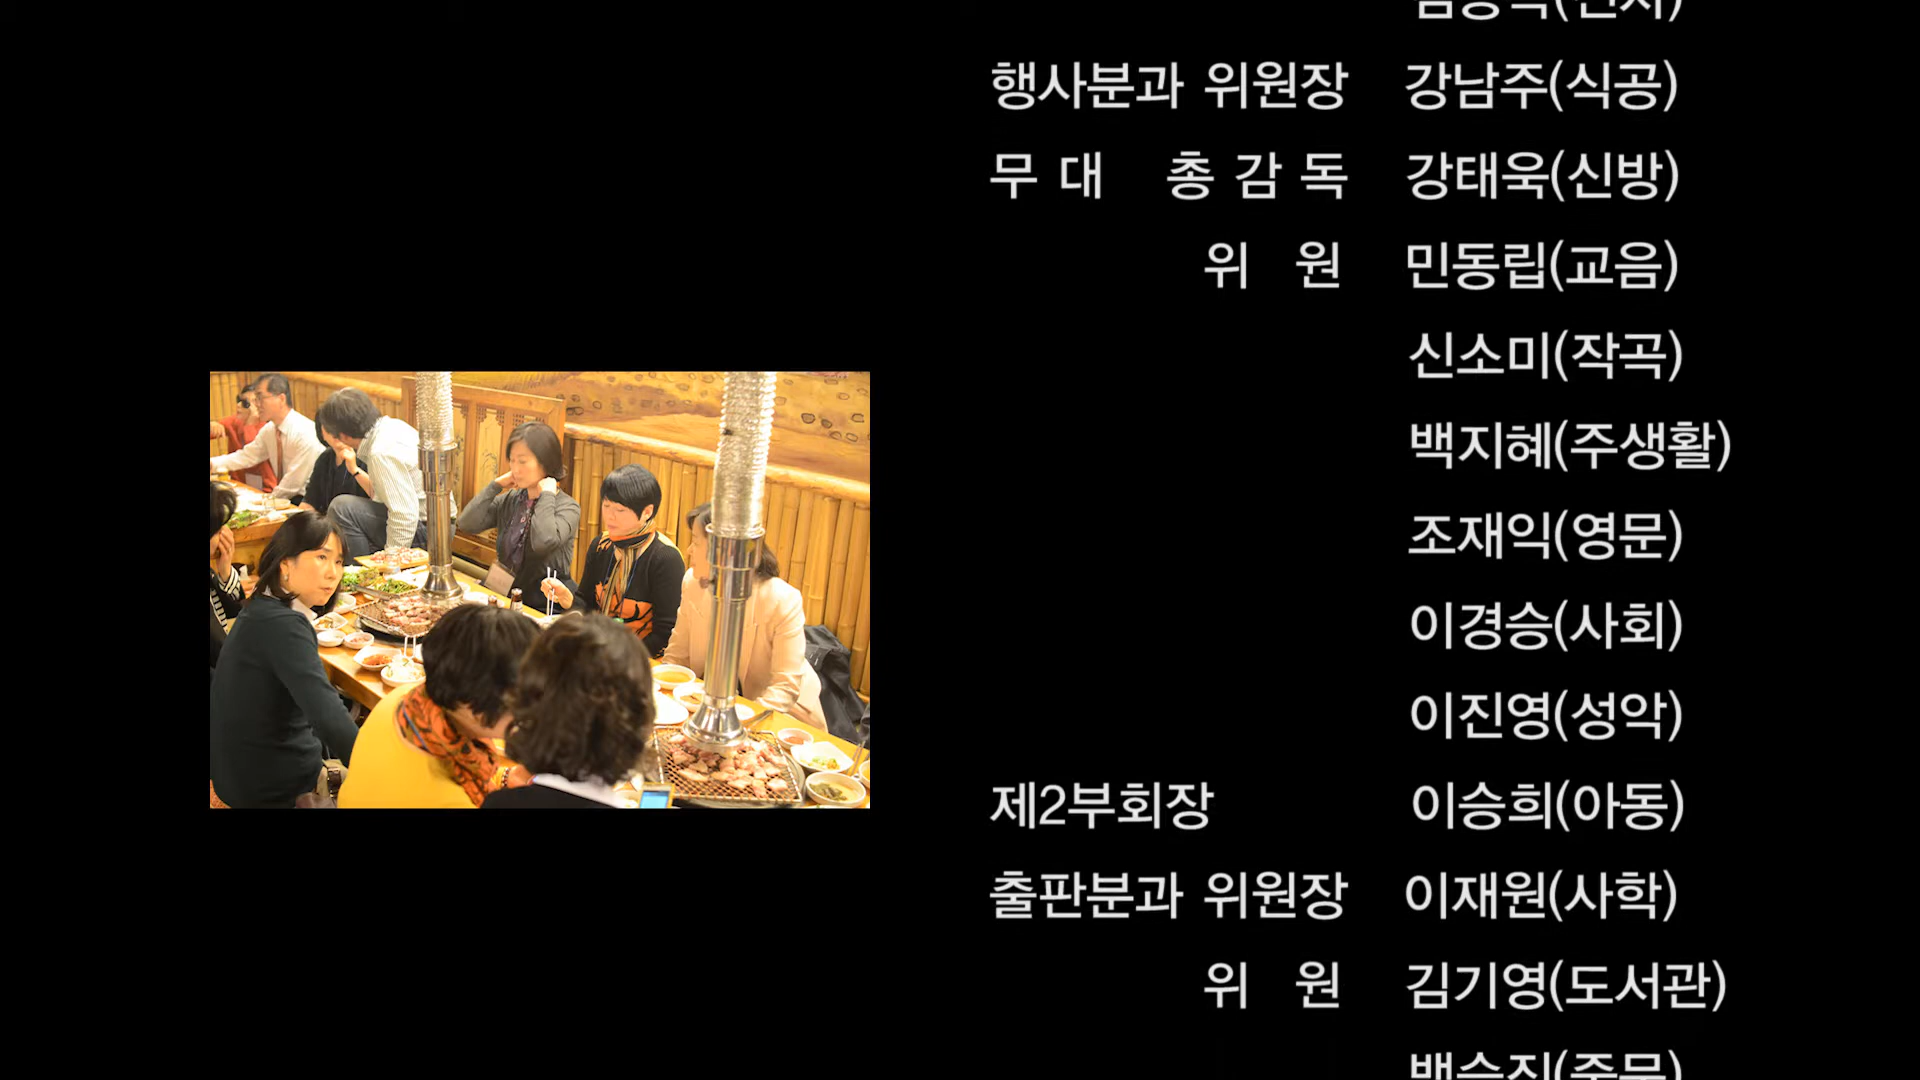 행사분과 위원장 강남주(식공)
무대 총감독 강태욱(신방)
위 원 민동립(교음)
신소미(작곡)
백지혜(주생활)
조재익(영문)
이경승(사회)
이진영(성악)
제2부회장 이승희(아동)
출판분과 위원장 이재원(사학)
위 원 김기영(도서관)